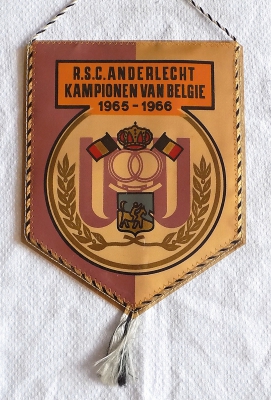 R.S.C. ANDERLECHT
KAMPIONEN VAN BELGIE
1965 - 1966